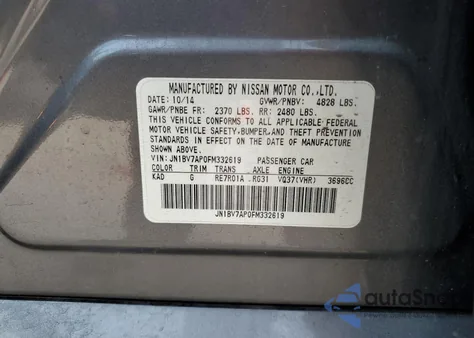 MANUFACTURED BY NISSAN MOTOR CO.,LTD.
DATE: 10/14 GVWR/PNBV: 4828 LBS.
GAWR/PNBE FR: 2370 LBS. RR: 2480 LBS.
THIS VEHICLE CONFORMS TO ALL APPLICABLE FEDERAL
MOTOR VEHICLE SAFETY,BUMPER,AND THEFT PREVENTION
STANDARDS IN EFFECT ON THE DATE OF MANUFACTURE
SHOWN ABOVE.
VIN: JN1BV7AP0FM332619 PASSENGER CAR
COLOR TRIM TRANS AXLE ENGINE
KAD G RE7R01A RG31 VQ37(VHR) 3696CC
JN1BV7AP0FM332619